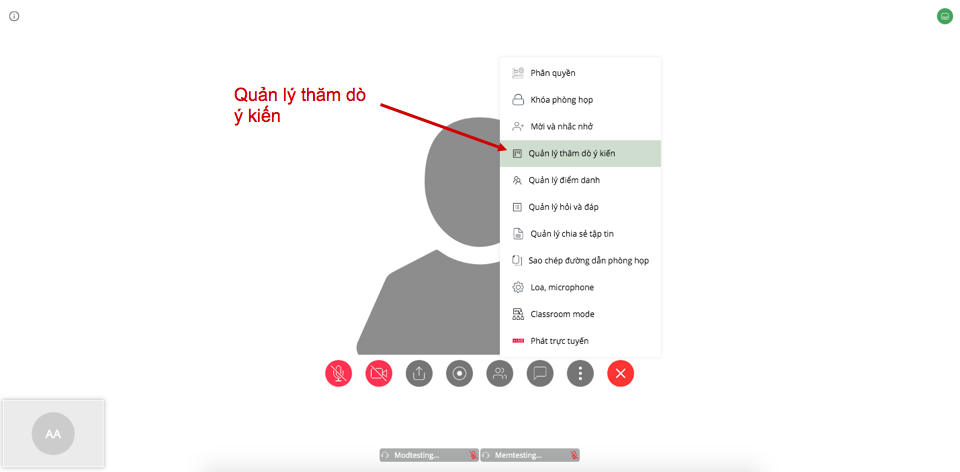 Quản lý thăm dò
ý kiến
Phân quyền
Khóa phòng họp
Mời và nhắc nhở
Quản lý thăm dò ý kiến
Quản lý điểm danh
Quản lý hỏi và đáp
Quản lý chia sẻ tập tin
Sao chép đường dẫn phòng họp
Loa, microphone
Classroom mode
Phát trực tuyến
AA
Modtesting...
Memtesting...